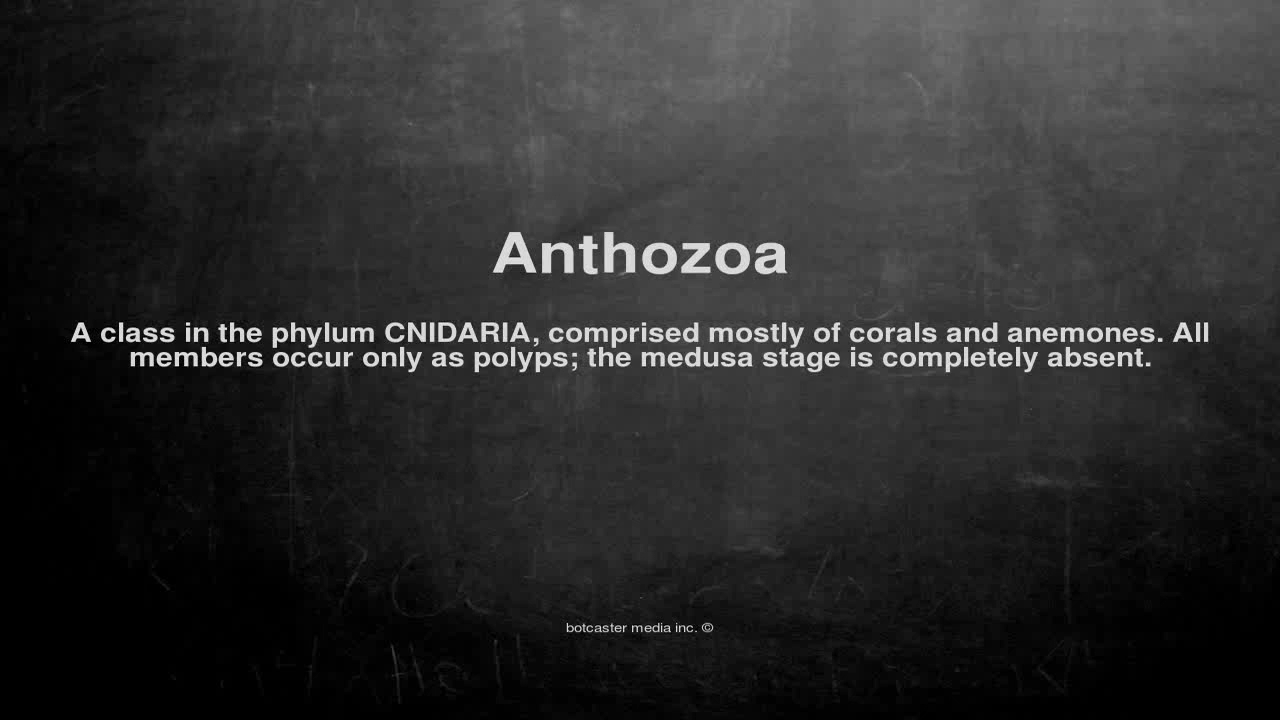 Anthozoa
A class in the phylum CNIDARIA, comprised mostly of corals and anemones. All
members occur only as polyps; the medusa stage is completely absent.
botcaster media inc. ©